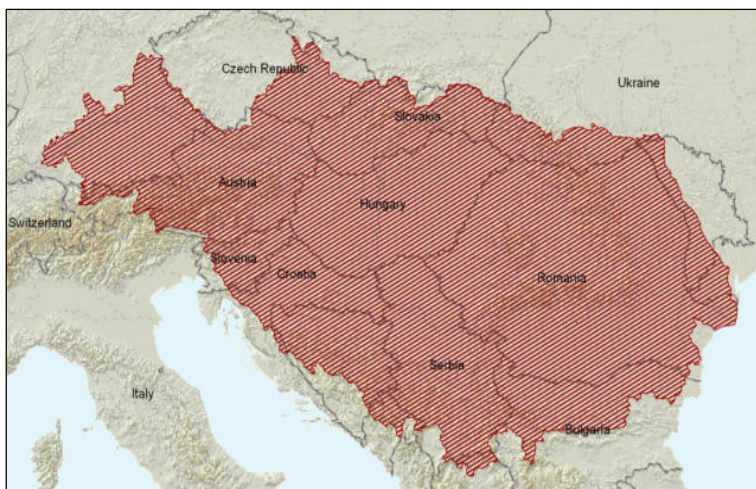 Czech Republic
Ukraine
Slovakia
Austria
Hungary
Switzerland
Slovenia
Croatia
Romania
Serbia
Italy
Bulgaria